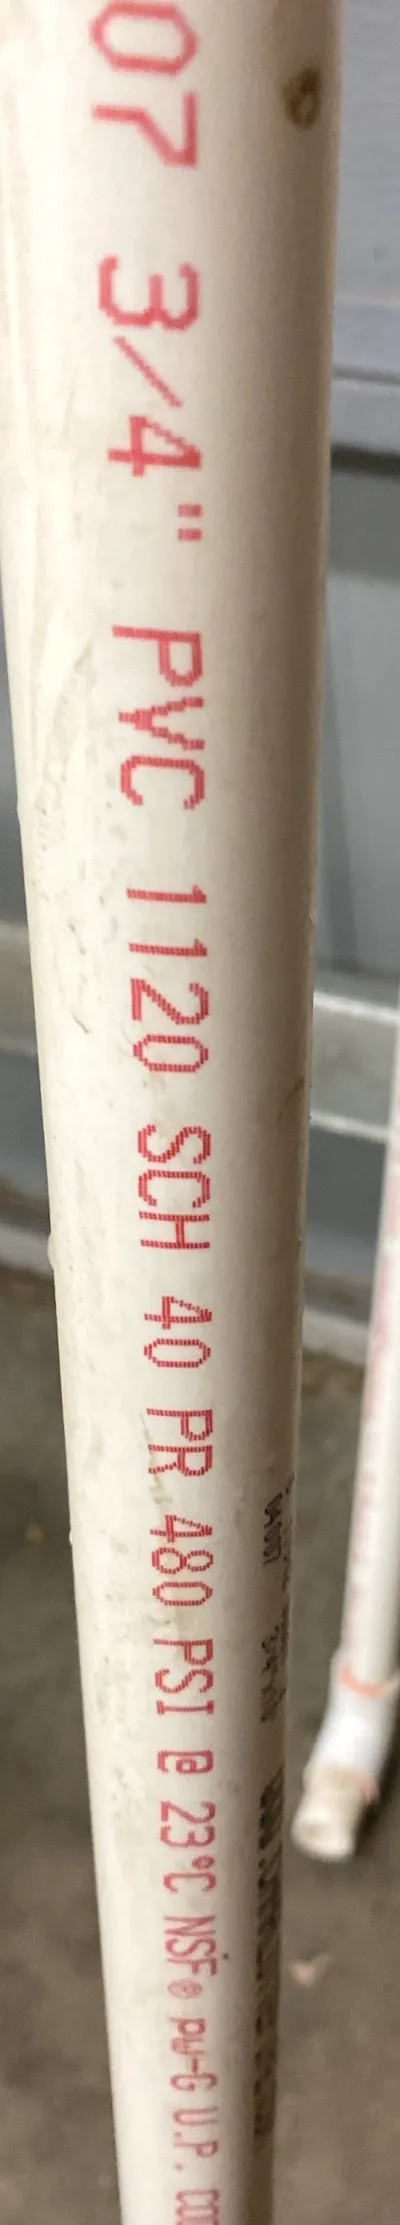 07 3/4" PVC 1120 SCH 40 PR 480 PSI @ 23°C NSF® pw-G U.P.